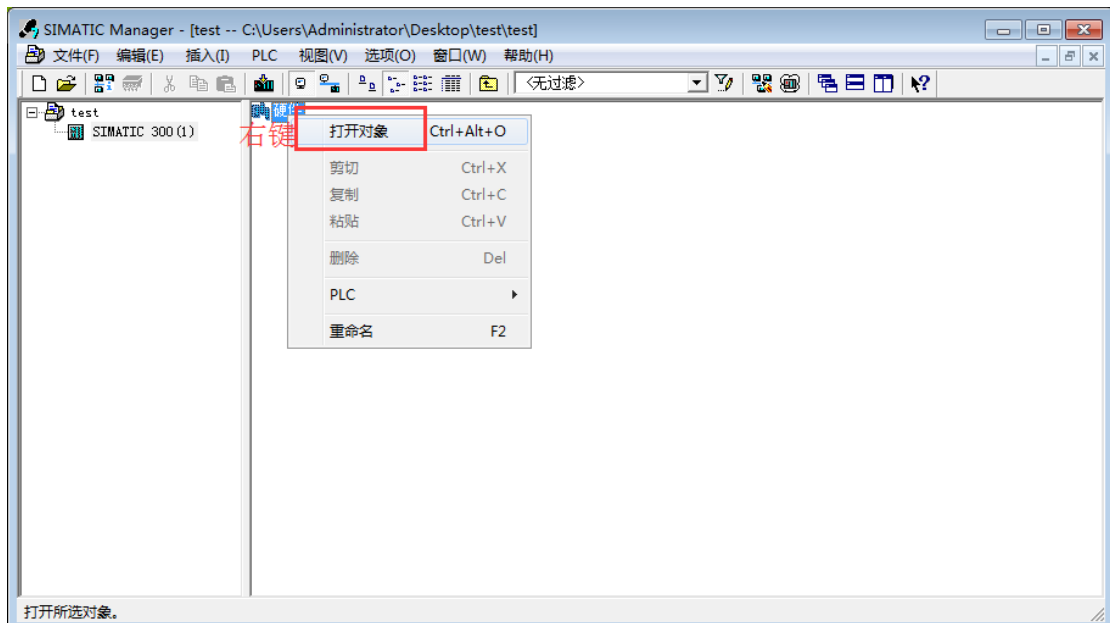 SIMATIC Manager - [test -- C:\Users\Administrator\Desktop\test\test]
文件(F) 编辑(E) 插入(I) PLC 视图(V) 选项(O) 窗口(W) 帮助(H)
<无过滤>
test
SIMATIC 300(1)
硬件
右键
打开对象 Ctrl+Alt+O
剪切 Ctrl+X
复制 Ctrl+C
粘贴 Ctrl+V
删除 Del
PLC
重命名 F2
打开所选对象。